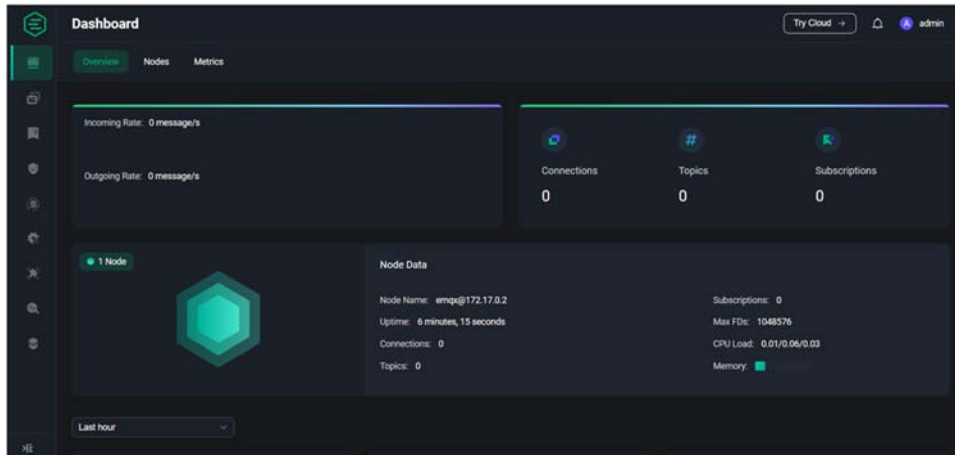 Dashboard
Try Cloud →
A admin
Overview Nodes Metrics
Incoming Rate: 0 message/s
Outgoing Rate: 0 message/s
Connections
0
Topics
0
Subscriptions
0
1 Node
Node Data
Node Name: emqx@172.17.0.2
Uptime: 6 minutes, 15 seconds
Connections: 0
Topics: 0
Subscriptions: 0
Max FDs: 1048576
CPU Load: 0.01/0.06/0.03
Memory:
Last hour